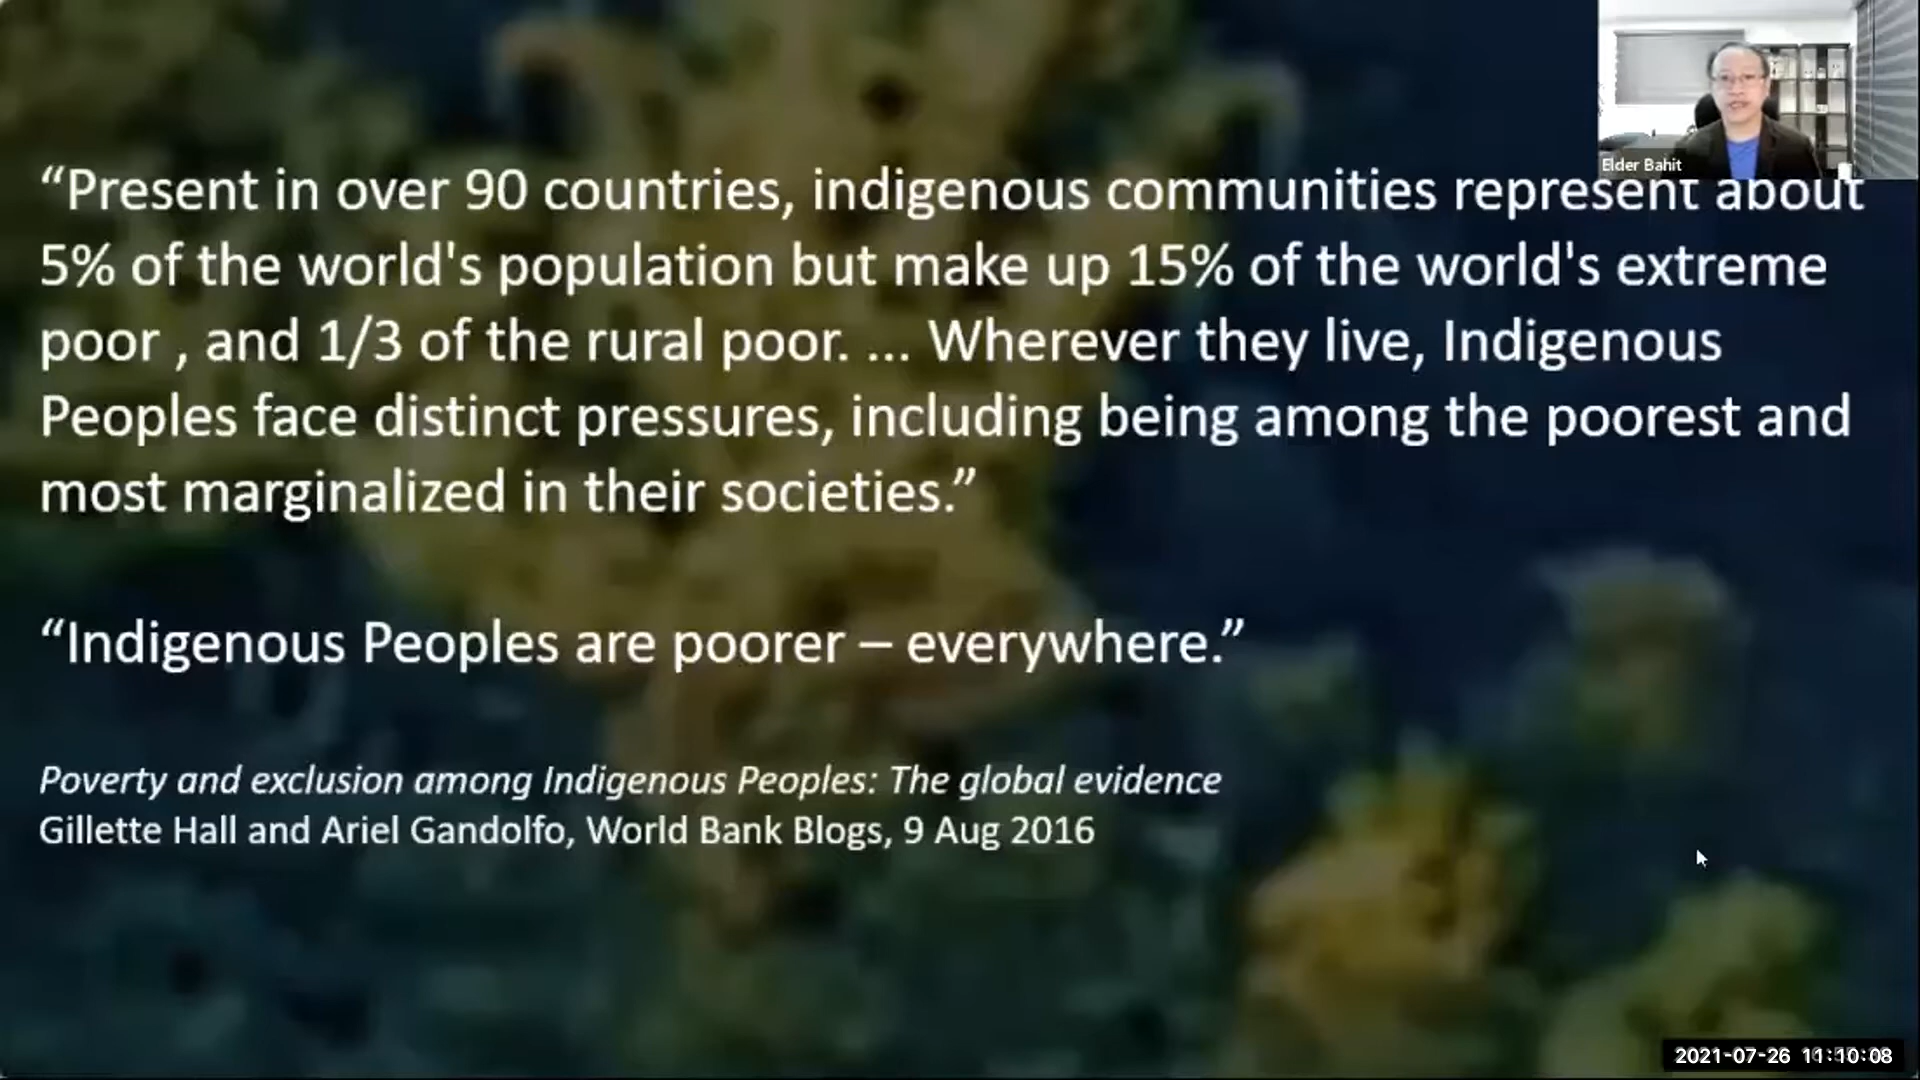 Elder Bahit
“Present in over 90 countries, indigenous communities represent about
5% of the world's population but make up 15% of the world's extreme
poor , and 1/3 of the rural poor. ... Wherever they live, Indigenous
Peoples face distinct pressures, including being among the poorest and
most marginalized in their societies.”
“Indigenous Peoples are poorer – everywhere.”
Poverty and exclusion among Indigenous Peoples: The global evidence
Gillette Hall and Ariel Gandolfo, World Bank Blogs, 9 Aug 2016
2021-07-26 11:10:08